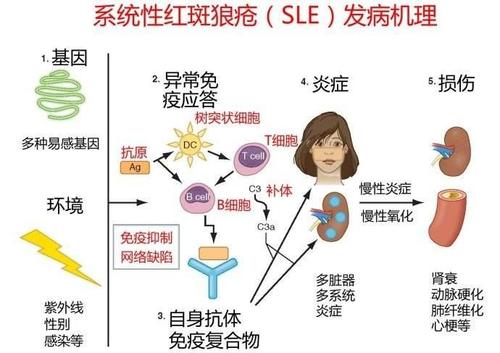 系统性红斑狼疮（SLE）发病机理
1. 基因
多种易感基因
环境
紫外线
性别
感染等
2. 异常免
疫应答
树突状细胞
DC
抗原
Ag
T细胞
T cell
B cell
B细胞
免疫抑制
网络缺陷
C3
补体
C3a
3. 自身抗体
免疫复合物
4. 炎症
多脏器
多系统
炎症
慢性炎症
慢性氧化
5. 损伤
肾衰
动脉硬化
肺纤维化
心梗等